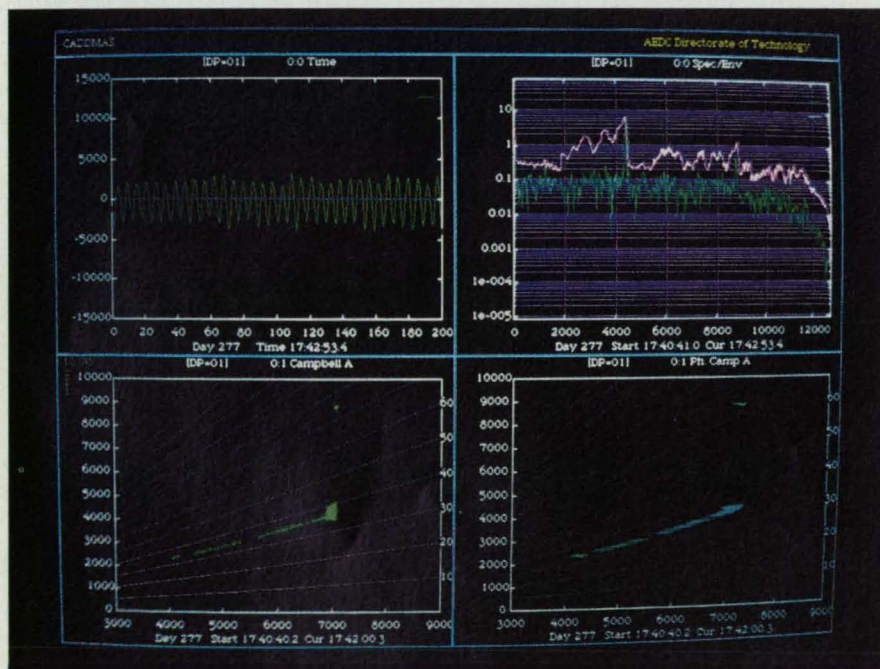 CADDMAS
AEDC Directorate of Technology
[DP=01] 0:0 Time
15000
10000
5000
0
-5000
-10000
-15000
0 20 40 60 80 100 120 140 160 180 200
Day 277 Time 17:42:53.4
[DP=01] 0:0 Spec/Env
10
1
0.1
0.01
0.001
1e-004
1e-005
0 2000 4000 6000 8000 10000 12000
Day 277 Start 17:40:41.0 Cur 17:42:53.4
[DP=01] 0:1 Campbell A
10000
9000
8000
7000
6000
5000
4000
3000
2000
1000
0
60
50
40
30
20
10
3000 4000 5000 6000 7000 8000 9000
Day 277 Start 17:40:40.2 Cur 17:42:00.3
[DP=01] 0:1 Ph. Camp A
10000
9000
8000
7000
6000
5000
4000
3000
2000
1000
0
60
50
40
30
20
10
3000 4000 5000 6000 7000 8000 9000
Day 277 Start 17:40:40.2 Cur 17:42:00.3